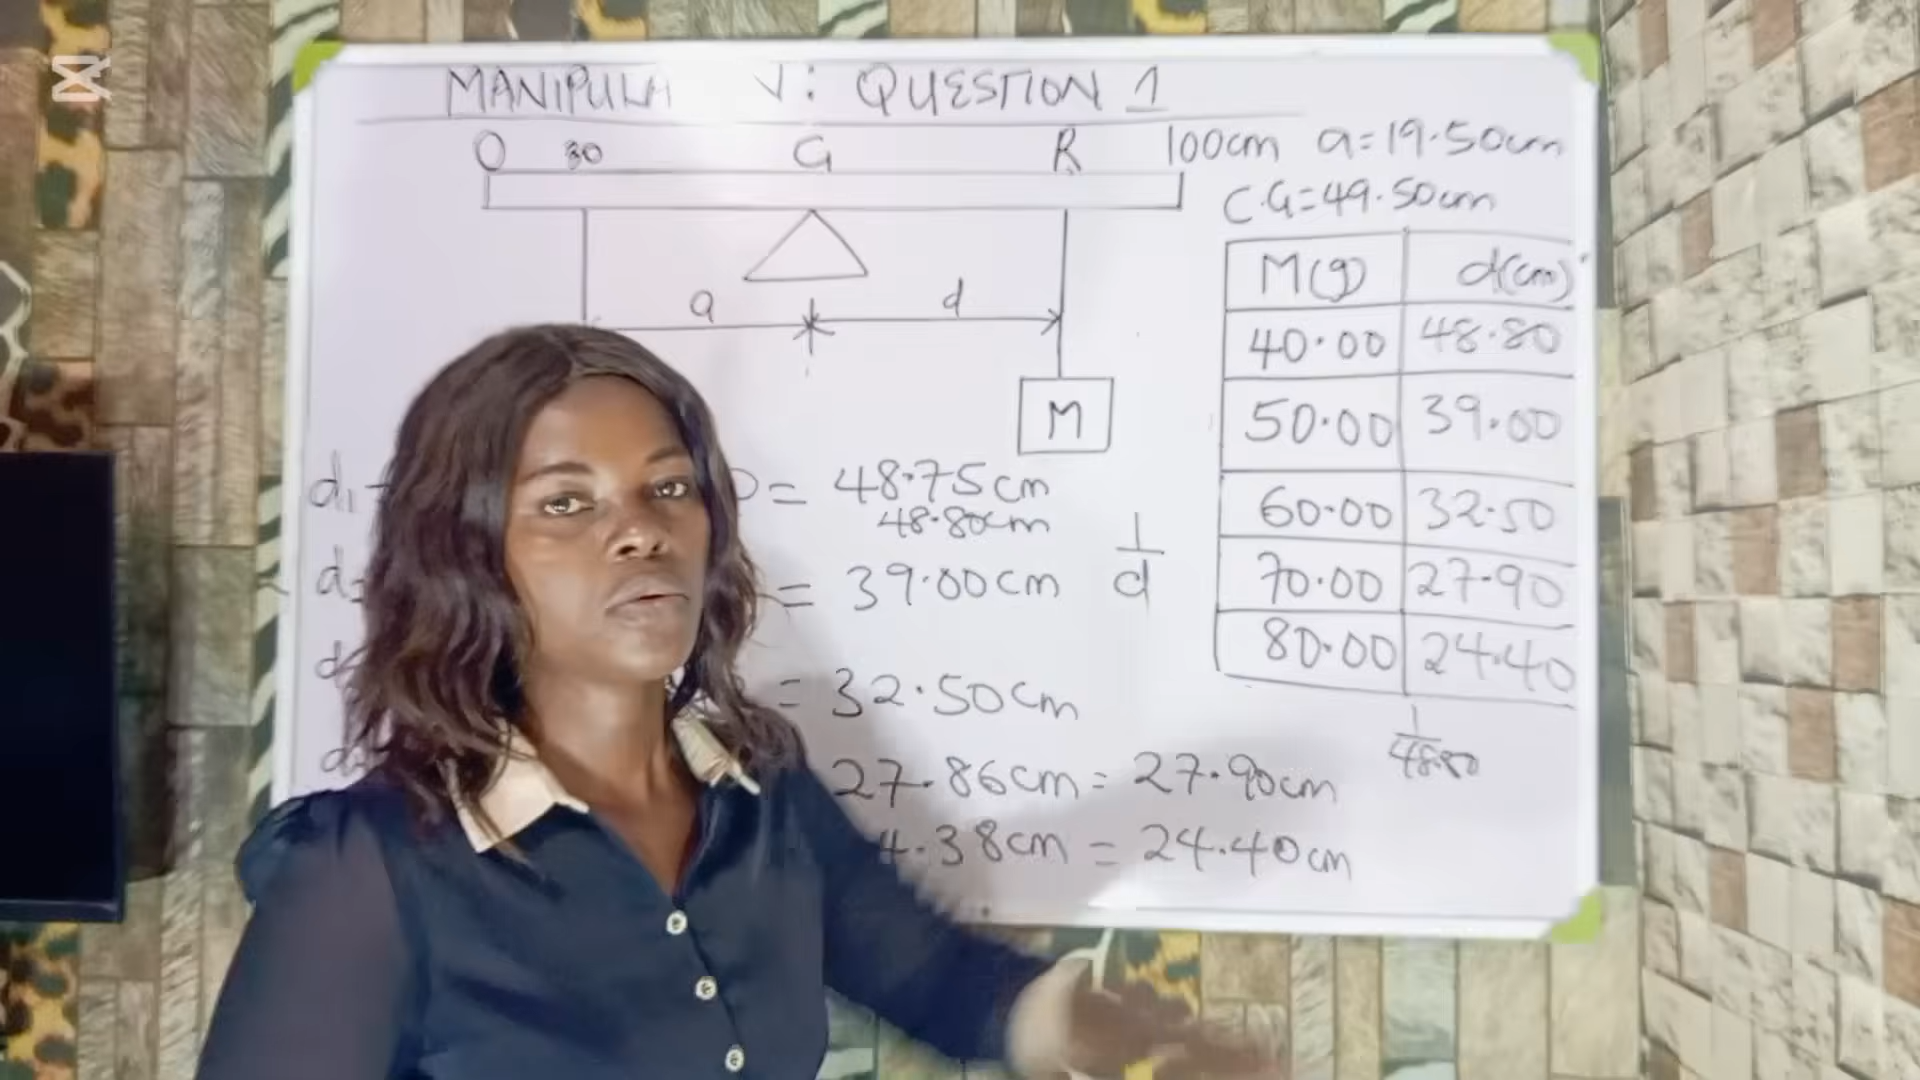 MANIPULA V: QUESTION 1
O 30 G R 100cm a=19.50cm
C.G=49.50cm
M(g) d(cm)
40.00 48.80
50.00 39.00
60.00 32.50
70.00 27.90
80.00 24.40
a d
M
d₁ = 48.75cm
48.80cm
= 39.00cm
1
d
= 32.50cm
27.86cm = 27.90cm
4.38cm = 24.40cm
1
48.80